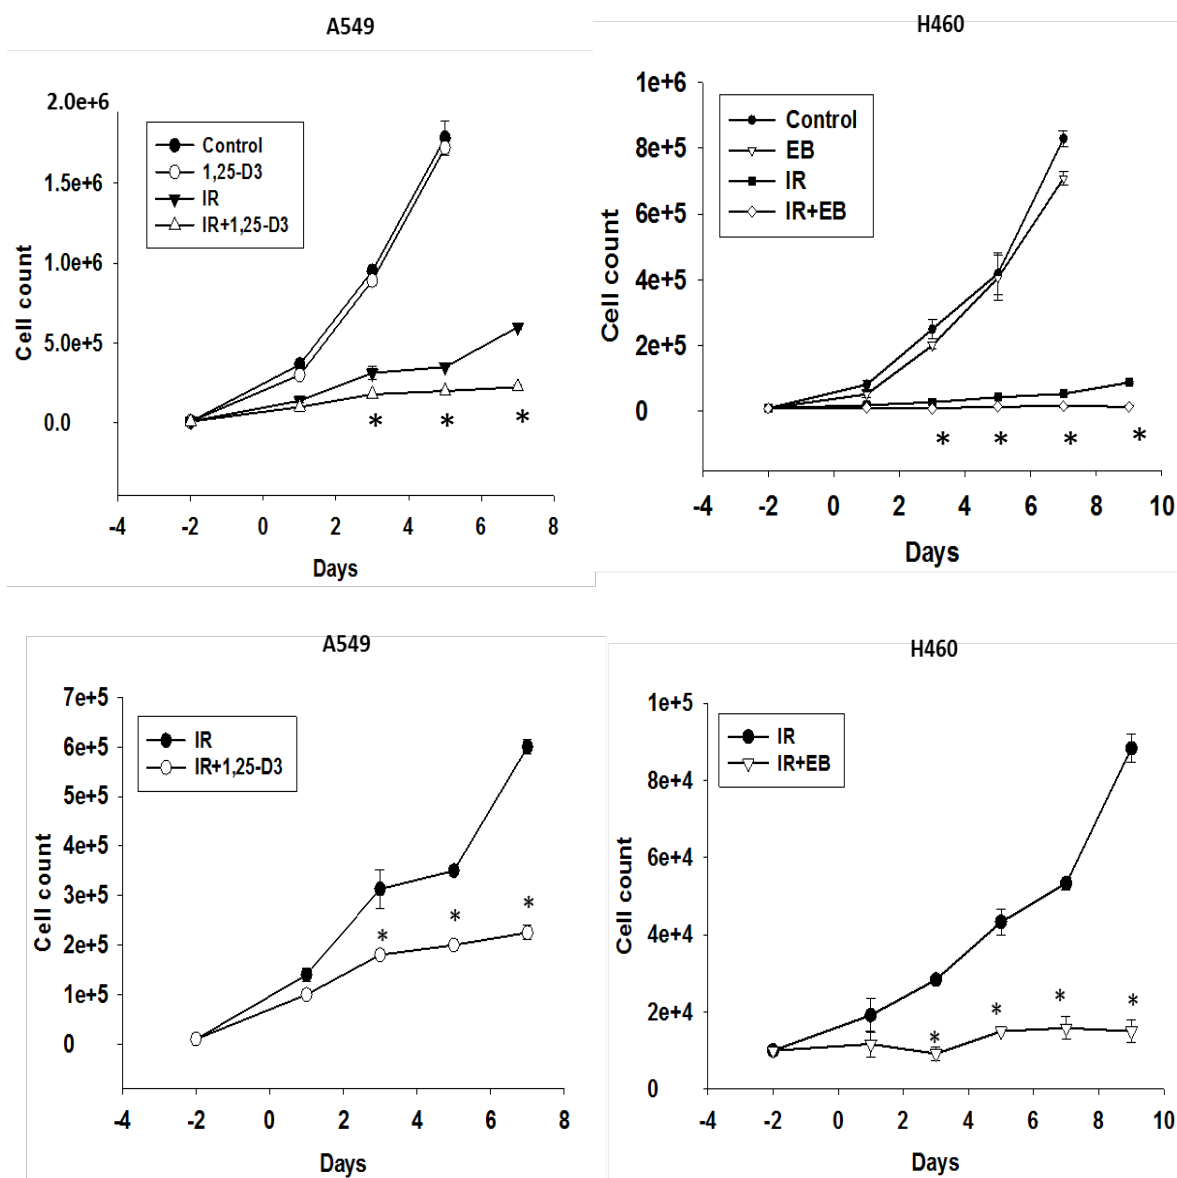 A549
2.0e+6
1.5e+6
1.0e+6
5.0e+5
0.0
Cell count
Control
1,25-D3
IR
IR+1,25-D3
* * *
-4 -2 0 2 4 6 8
Days
H460
1e+6
8e+5
6e+5
4e+5
2e+5
0
Cell count
Control
EB
IR
IR+EB
* * * *
-4 -2 0 2 4 6 8 10
Days
A549
7e+5
6e+5
5e+5
4e+5
3e+5
2e+5
1e+5
0
Cell count
IR
IR+1,25-D3
* * *
-4 -2 0 2 4 6 8
Days
H460
1e+5
8e+4
6e+4
4e+4
2e+4
0
Cell count
IR
IR+EB
* * * *
-4 -2 0 2 4 6 8 10
Days